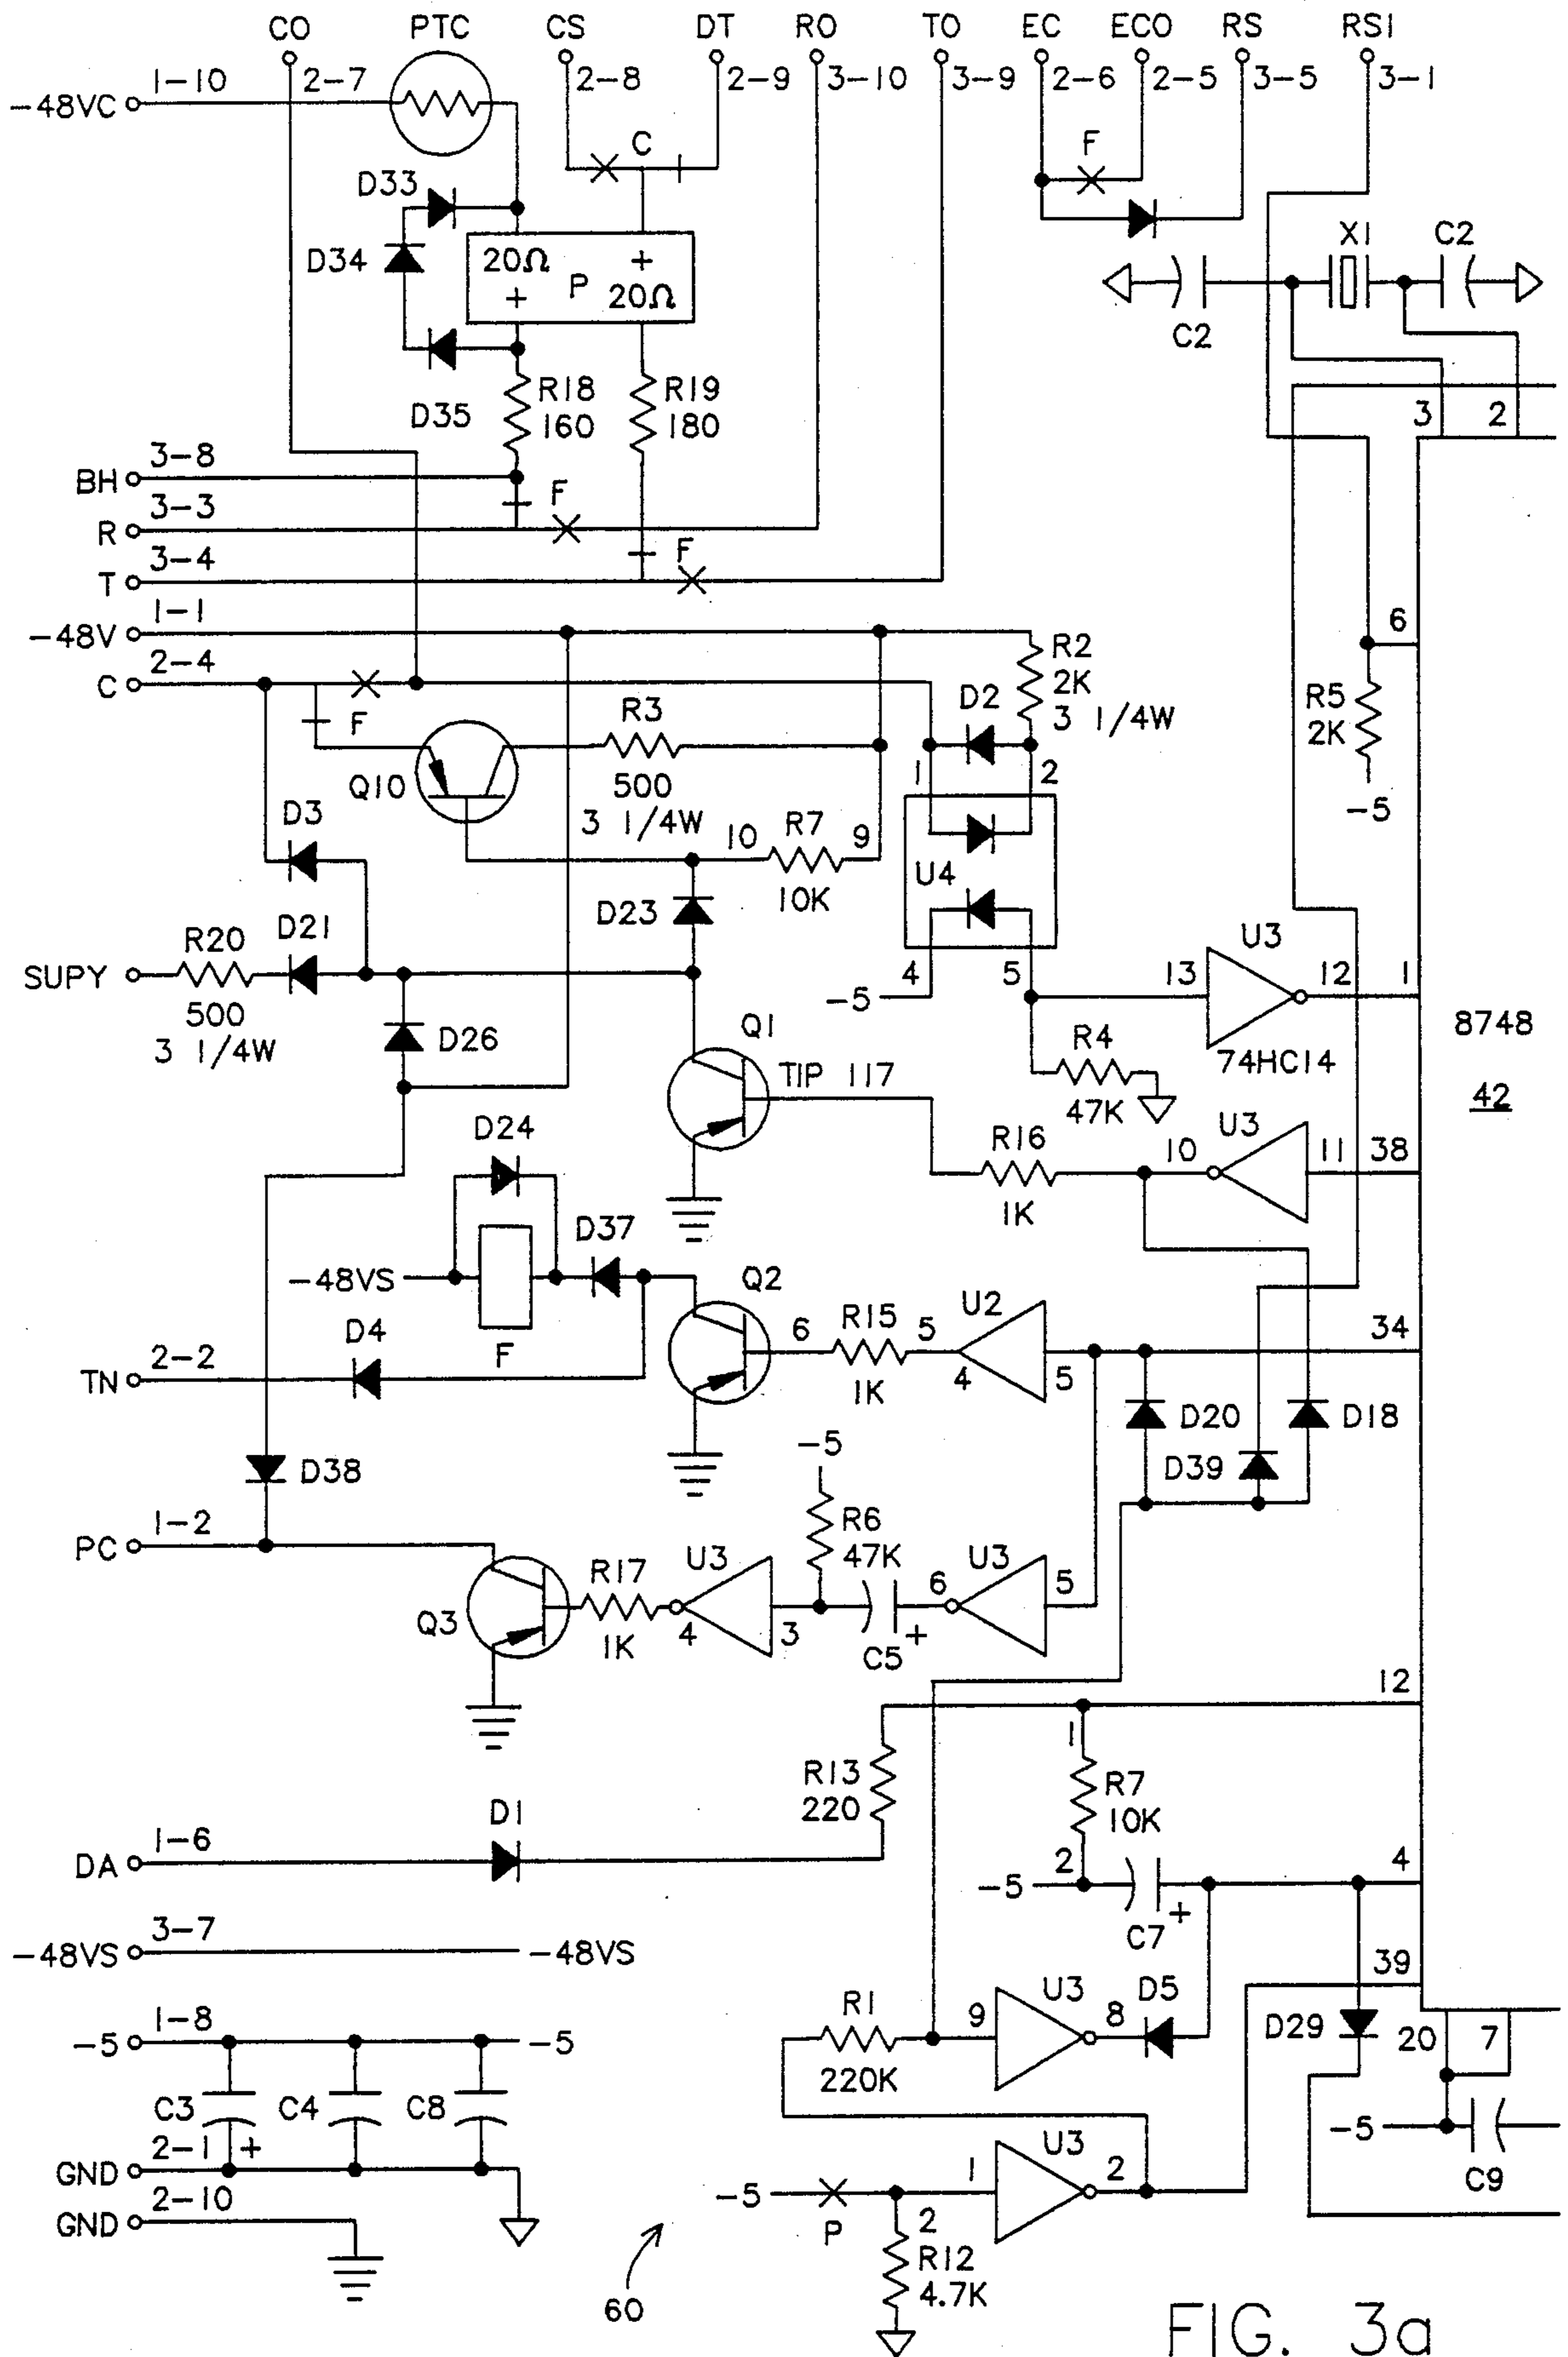 CO PTC CS DT RO TO EC ECO RS RS1
1-10 2-7 2-8 2-9 3-10 3-9 2-6 2-5 3-5 3-1
-48VC
C F
D33
X1 C2
D34 20Ω + P + 20Ω
C2
R18 160 R19 180
D35 3 2
3-8
BH F
3-3
R
3-4 F
T
1-1 6
-48V
2-4 R2 2K 3 1/4W
C D2 R5 2K
F R3
Q10 500 3 1/4W 1 2 -5
D3 10 R7 9
U4
D23 10K
R20 D21 U3
SUPY 4 5 13 12 1
500 3 1/4W -5
D26 Q1 R4 8748
TIP 117 74HC14
47K 42
D24 R16 U3
10 11 38
1K
D37
-48VS Q2
D4 R15 U2 34
2-2 F 6 5
TN 1K 4 5
D20 D18
-5
D38 D39
1-2 R6 47K
PC R17 U3 U3
6 5
Q3 1K 4 3 C5 +
12
1
R13 220 R7 10K
D1
1-6
DA 2 4
-5
C7 +
3-7
-48VS -48VS 39
1-8 R1 U3 D5
-5 -5 9 8 D29 20 7
220K
C3 C4 C8
2-1 + -5
GND U3 C9
2-10 -5 1 2
GND P 2
R12 4.7K
60
FIG. 3a